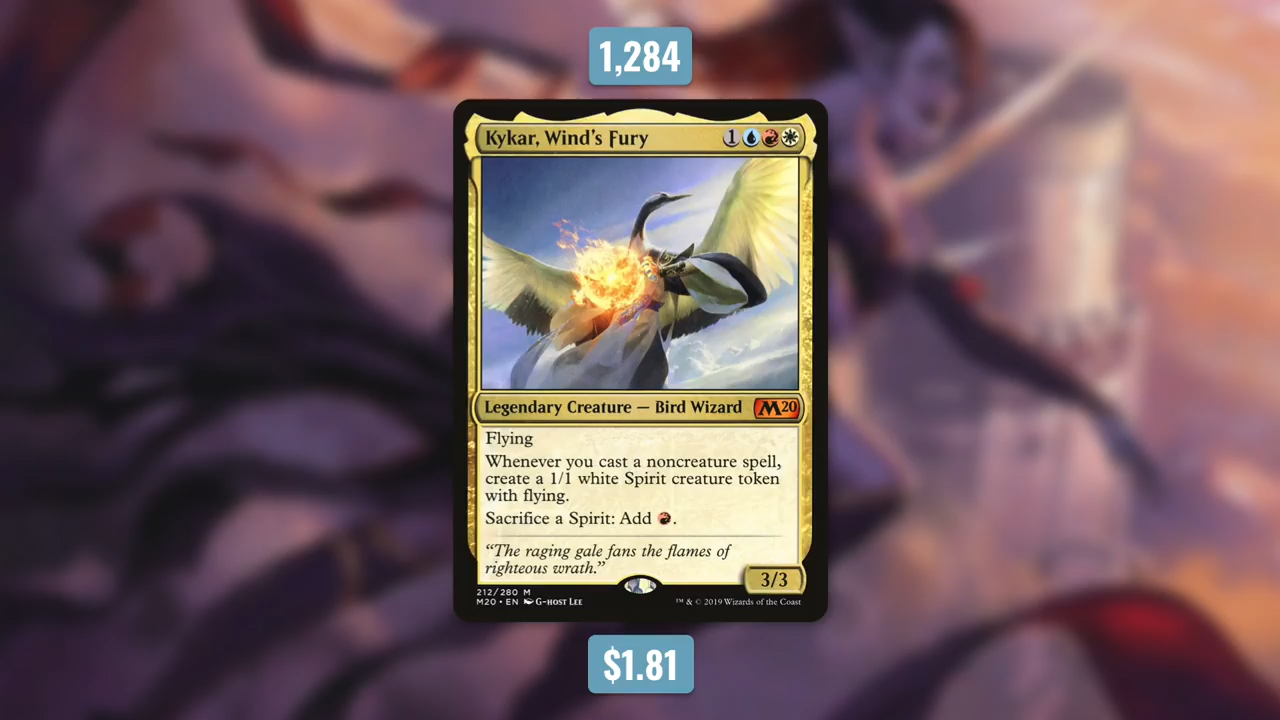 1,284
Kykar, Wind's Fury 1
Legendary Creature — Bird Wizard M20
Flying
Whenever you cast a noncreature spell,
create a 1/1 white Spirit creature token
with flying.
Sacrifice a Spirit: Add .
“The raging gale fans the flames of
righteous wrath.”
3/3
212/280 M
M20 • EN G-host Lee
™ & © 2019 Wizards of the Coast
$1.81